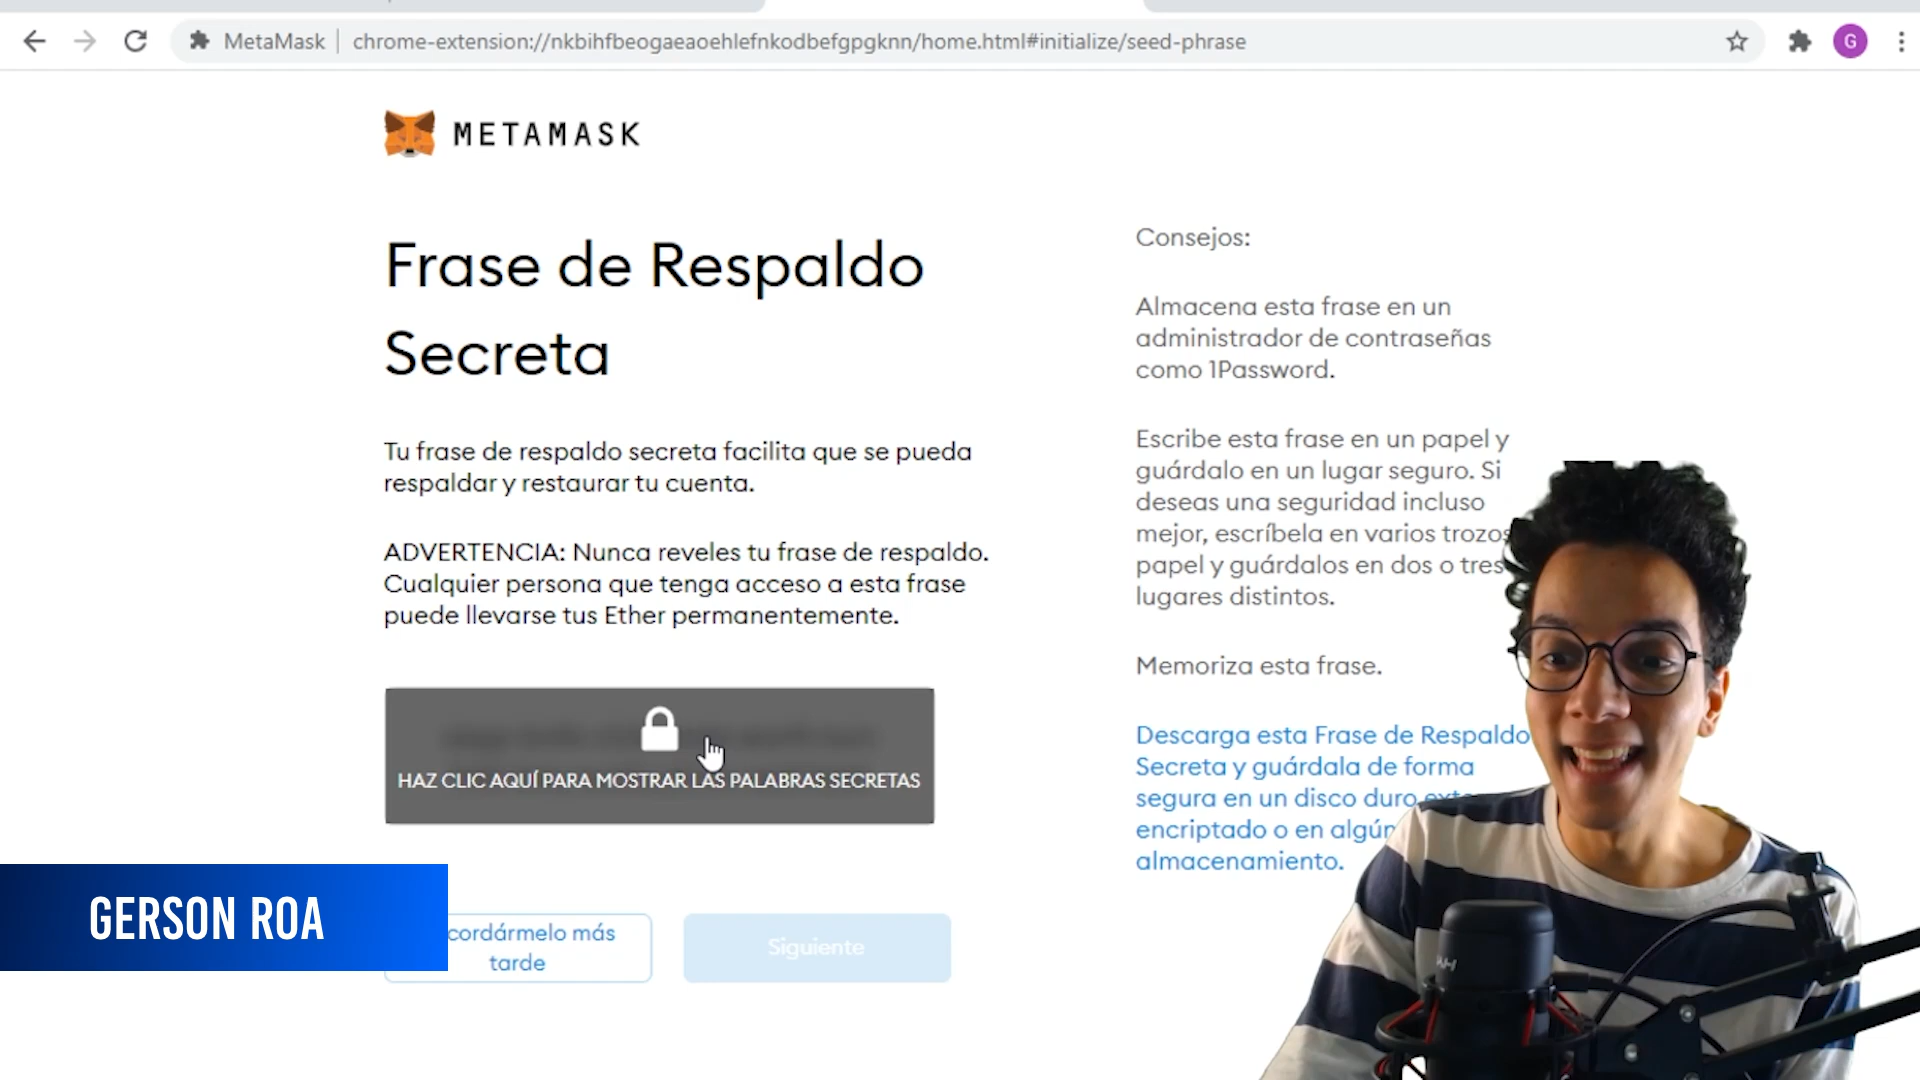 MetaMask
chrome-extension://nkbihfbeogaeaoehlefnkodbefgpgknn/home.html#initialize/seed-phrase
G
METAMASK
Frase de Respaldo
Secreta
Tu frase de respaldo secreta facilita que se pueda
respaldar y restaurar tu cuenta.
ADVERTENCIA: Nunca reveles tu frase de respaldo.
Cualquier persona que tenga acceso a esta frase
puede llevarse tus Ether permanentemente.
HAZ CLIC AQUÍ PARA MOSTRAR LAS PALABRAS SECRETAS
cordármelo más
tarde
Siguiente
Consejos:
Almacena esta frase en un
administrador de contraseñas
como 1Password.
Escribe esta frase en un papel y
guárdalo en un lugar seguro. Si
deseas una seguridad incluso
mejor, escríbela en varios trozos
papel y guárdalos en dos o tres
lugares distintos.
Memoriza esta frase.
Descarga esta Frase de Respaldo
Secreta y guárdala de forma
segura en un disco duro
encriptado o en algún
almacenamiento.
GERSON ROA